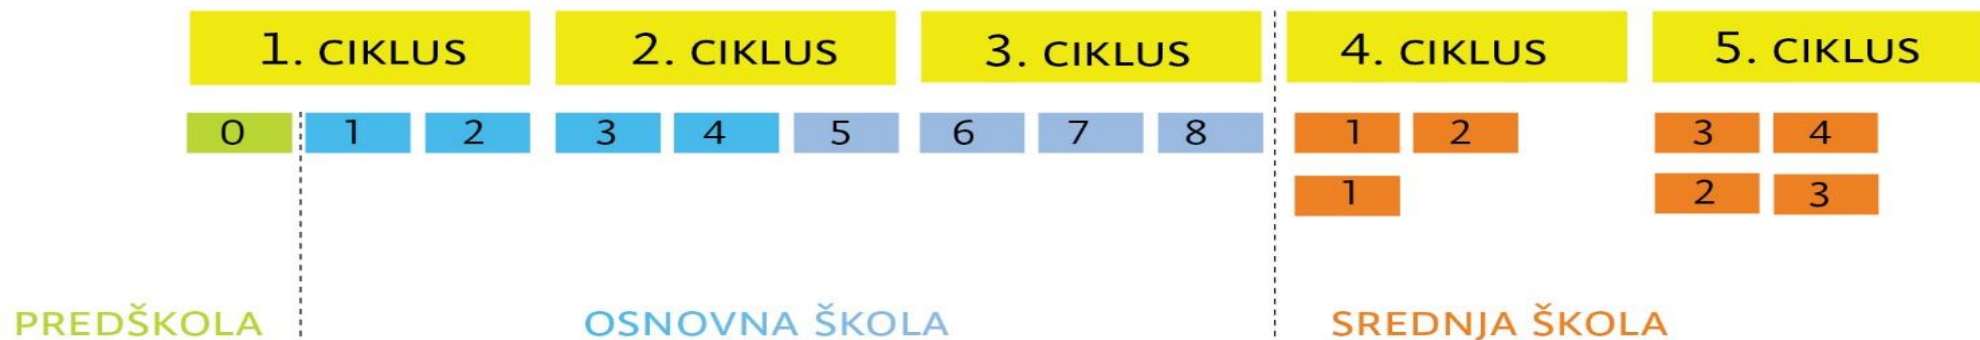 1. CIKLUS 2. CIKLUS 3. CIKLUS 4. CIKLUS 5. CIKLUS
0 1 2 3 4 5 6 7 8 1 2 3 4
1 2 3
PREDŠKOLA OSNOVNA ŠKOLA SREDNJA ŠKOLA